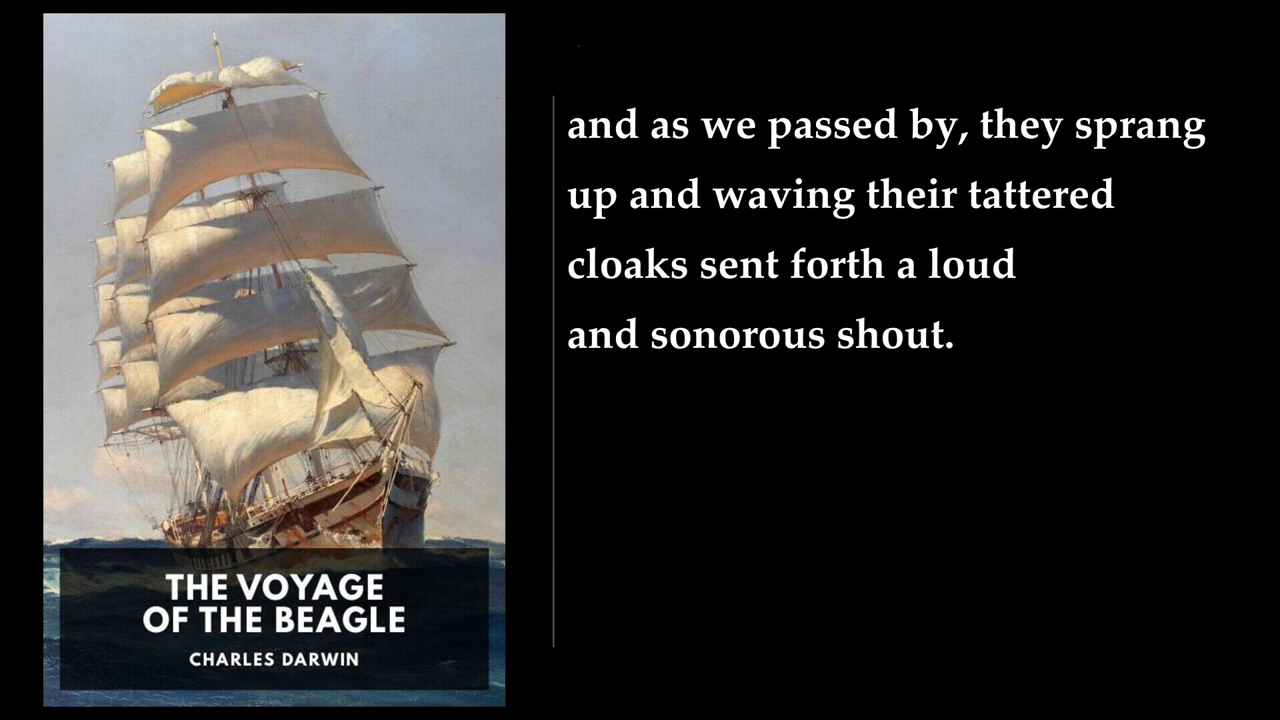 and as we passed by, they sprang
up and waving their tattered
cloaks sent forth a loud
and sonorous shout.
THE VOYAGE
OF THE BEAGLE
CHARLES DARWIN